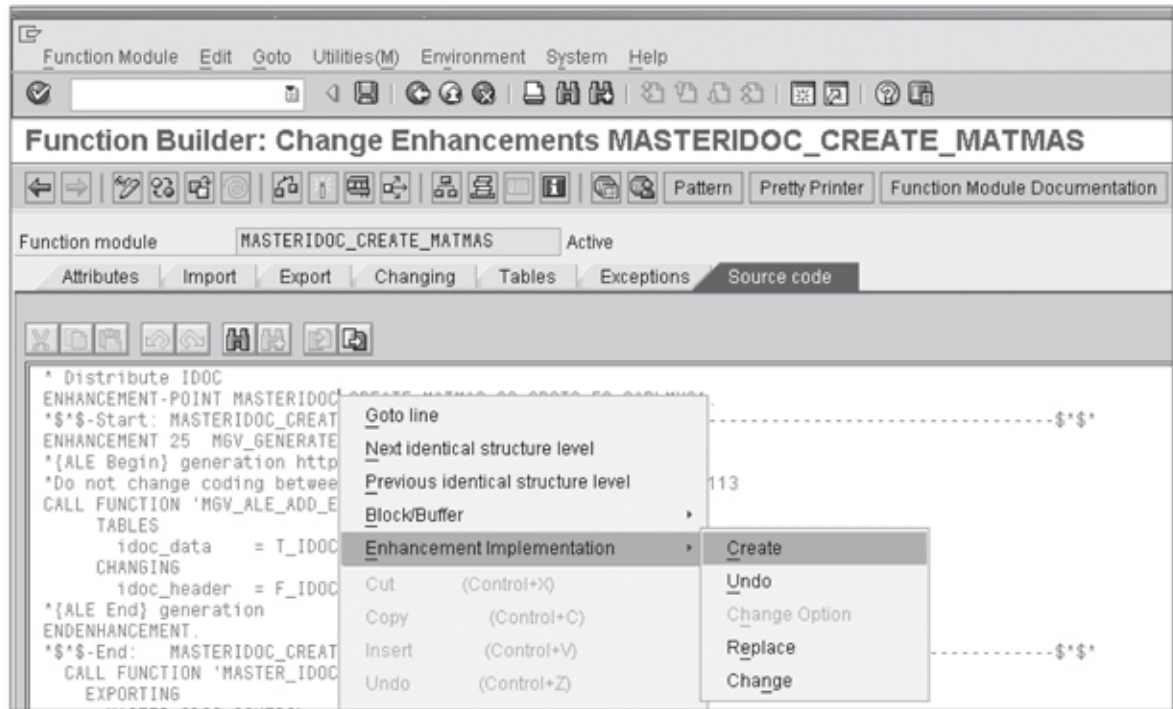 Function Module Edit Goto Utilities(M) Environment System Help
Function Builder: Change Enhancements MASTERIDOC_CREATE_MATMAS
Pattern Pretty Printer Function Module Documentation
Function module MASTERIDOC_CREATE_MATMAS Active
Attributes Import Export Changing Tables Exceptions Source code
* Distribute IDOC
ENHANCEMENT-POINT MASTERIDOC
*$*$-Start: MASTERIDOC_CREAT ----------------------------$*$*
ENHANCEMENT 25 MGV_GENERATE
*{ALE Begin} generation http
*Do not change coding betwee 113
CALL FUNCTION 'MGV_ALE_ADD_E
TABLES
idoc_data = T_IDOC
CHANGING
idoc_header = F_IDOC
*{ALE End} generation
ENDENHANCEMENT.
*$*$-End: MASTERIDOC_CREAT -------------$*$*
CALL FUNCTION 'MASTER_IDOC
EXPORTING
Goto line
Next identical structure level
Previous identical structure level
Block/Buffer
Enhancement Implementation
Cut (Control+X)
Copy (Control+C)
Insert (Control+V)
Undo (Control+Z)
Create
Undo
Change Option
Replace
Change